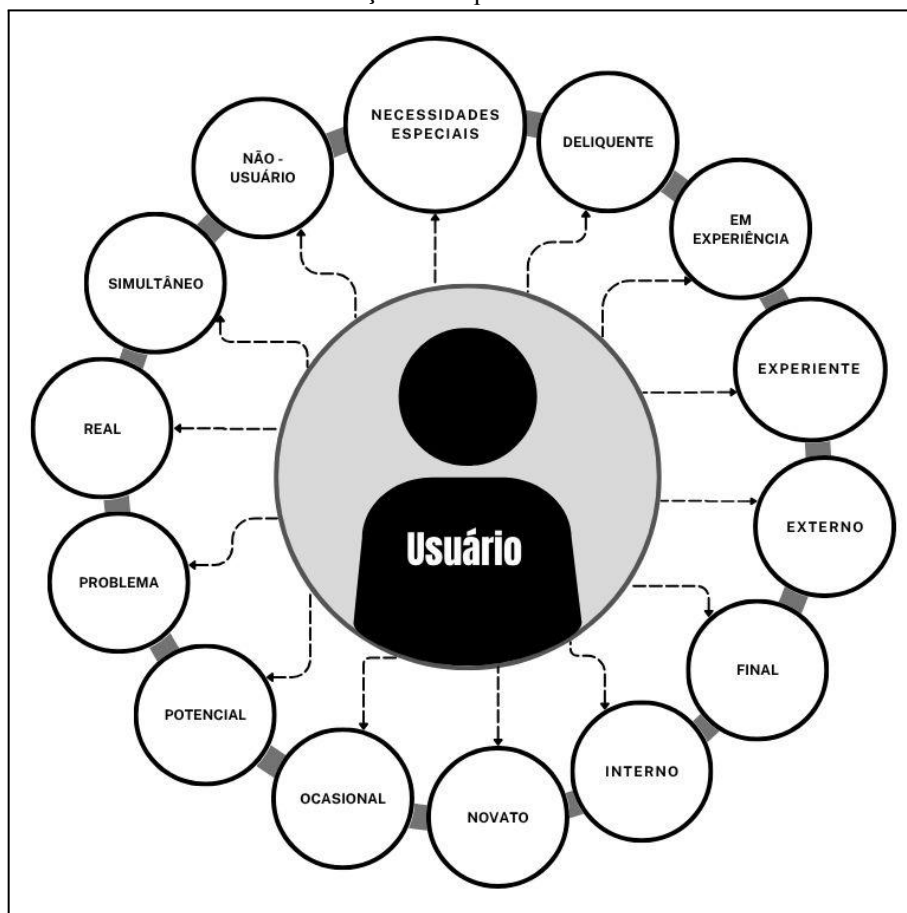 NECESSIDADES
ESPECIAIS
DELIQUENTE
EM
EXPERIÊNCIA
EXPERIENTE
EXTERNO
FINAL
INTERNO
NOVATO
OCASIONAL
POTENCIAL
PROBLEMA
REAL
SIMULTÂNEO
NÃO -
USUÁRIO
Usuário